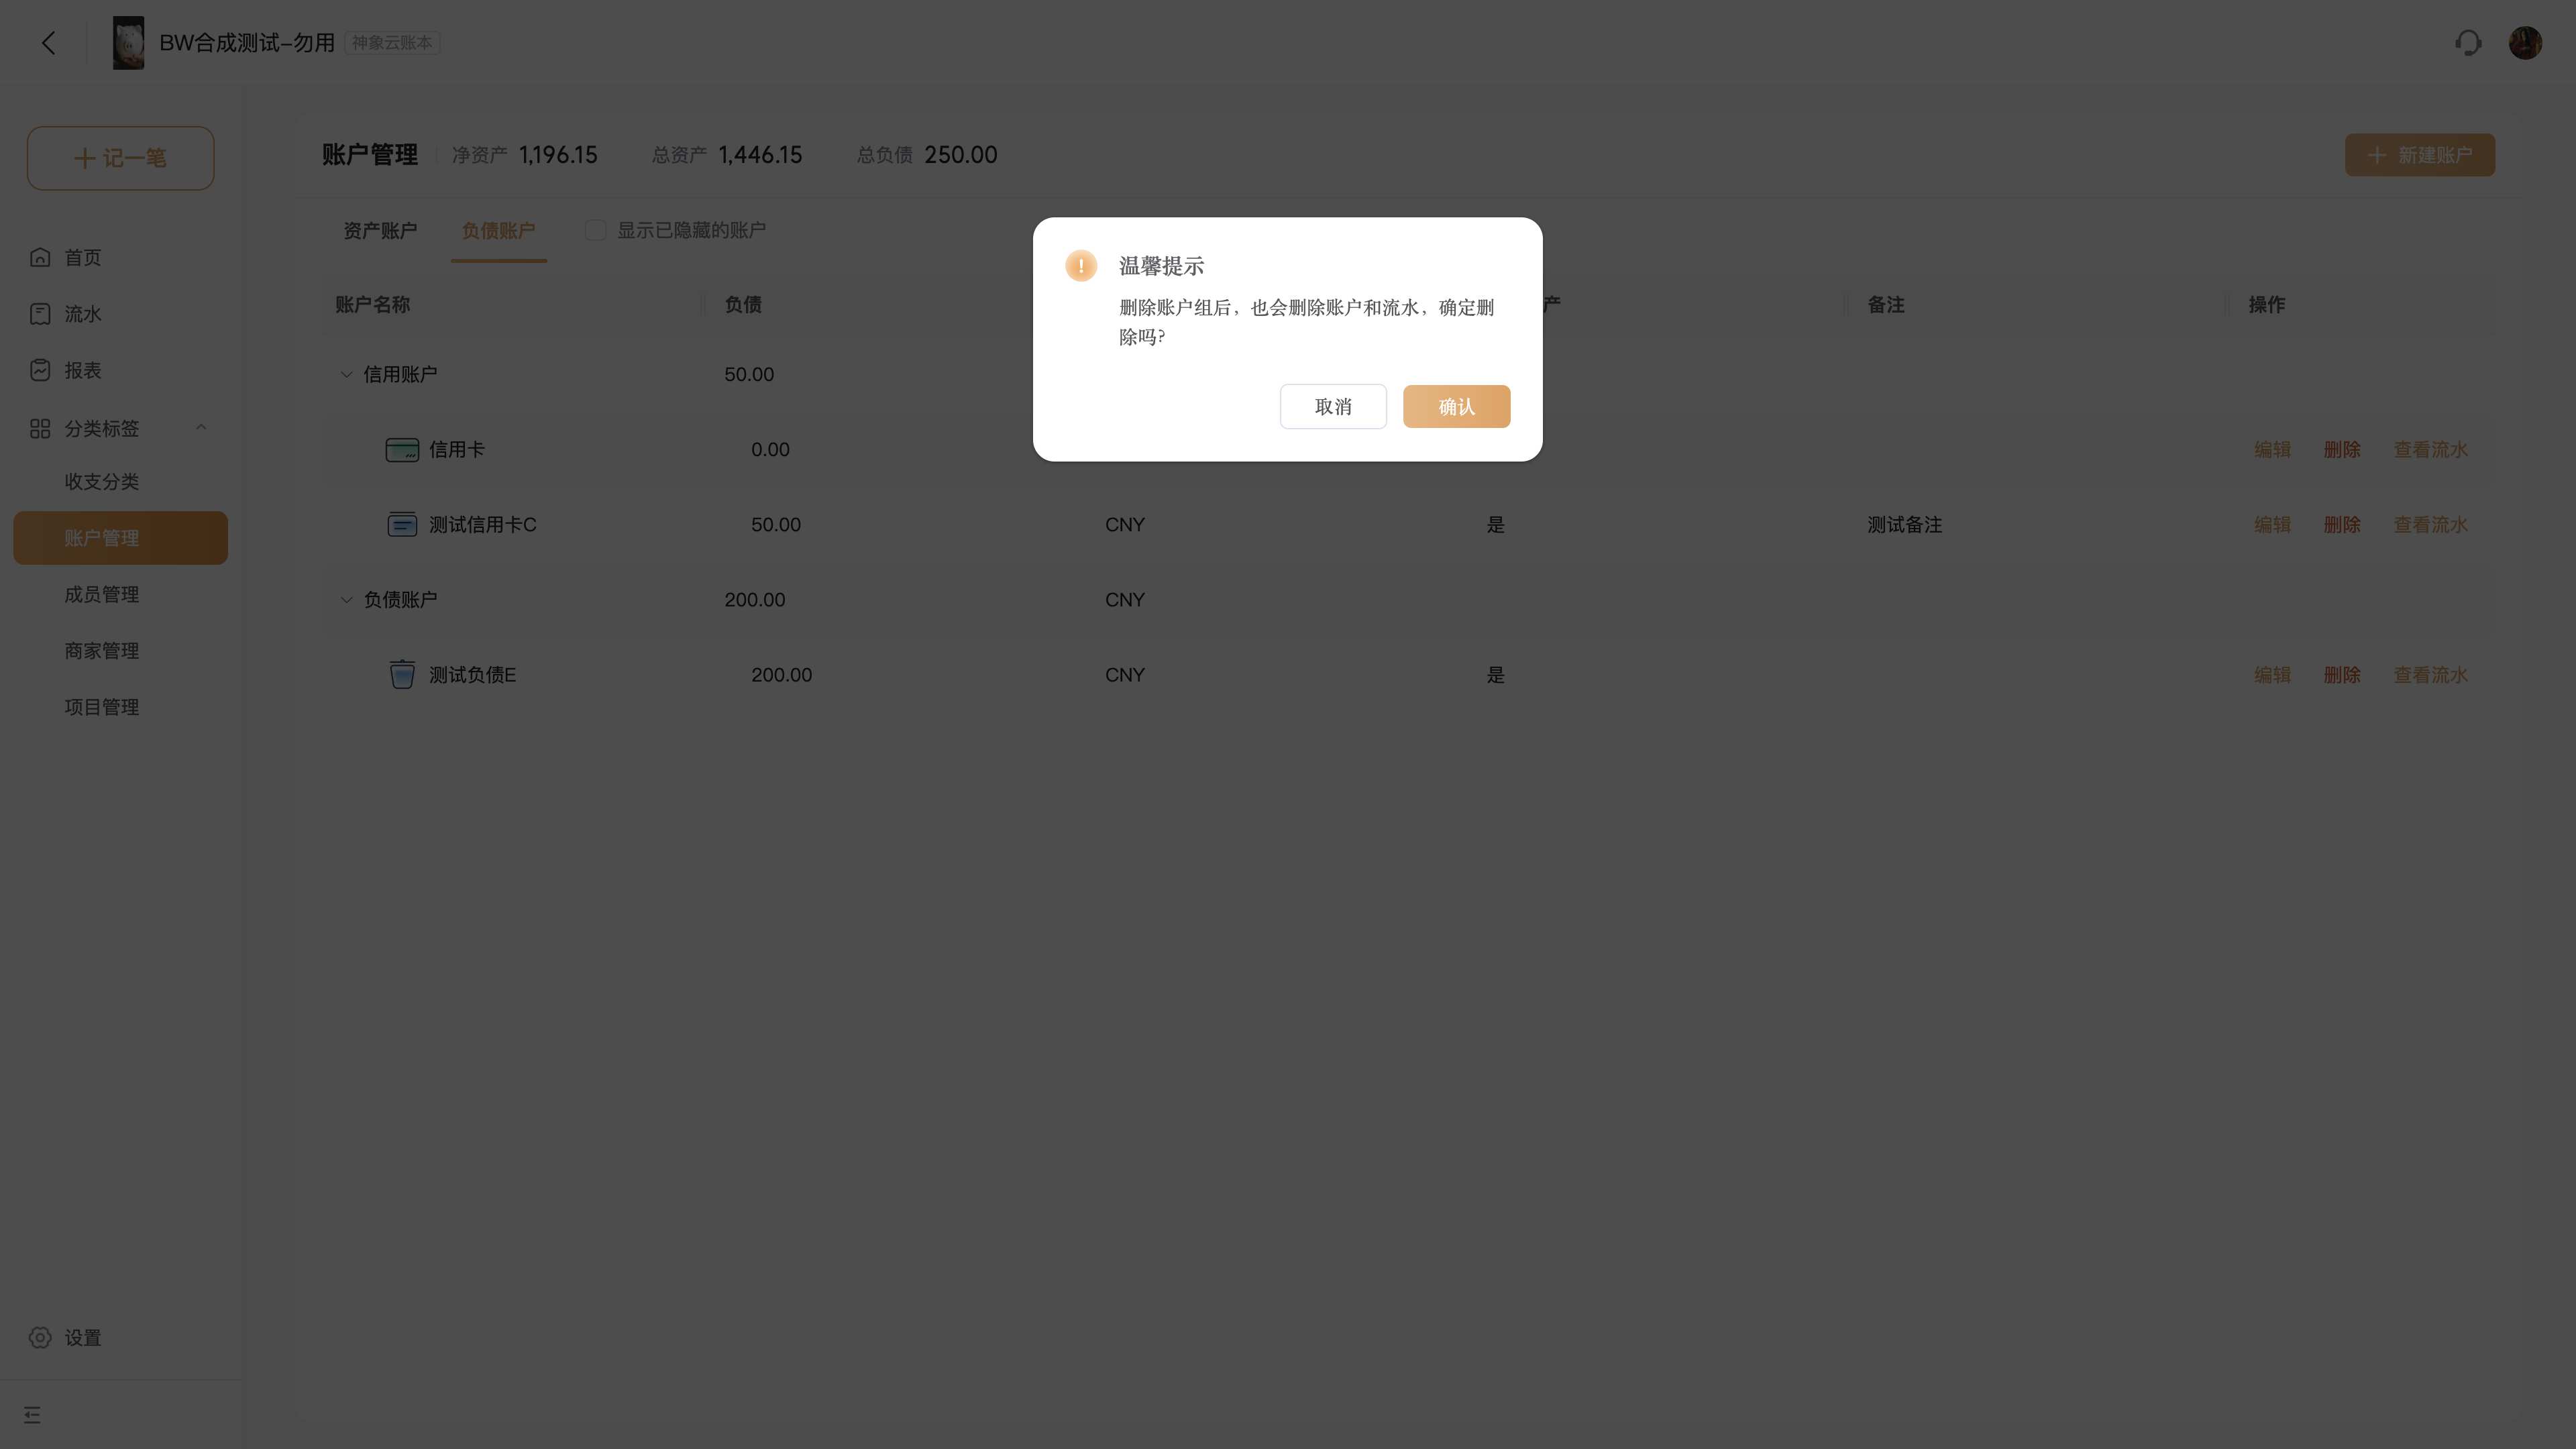 BW合成测试-勿用 神象云账本
记一笔
首页
流水
报表
分类标签
收支分类
账户管理
成员管理
商家管理
项目管理
设置
账户管理 净资产 1,196.15 总资产 1,446.15 总负债 250.00
新建账户
资产账户 负债账户 显示已隐藏的账户
账户名称 负债 产 备注 操作
信用账户 50.00
信用卡 0.00 编辑 删除 查看流水
测试信用卡C 50.00 CNY 是 测试备注 编辑 删除 查看流水
负债账户 200.00 CNY
测试负债E 200.00 CNY 是 编辑 删除 查看流水
温馨提示
删除账户组后，也会删除账户和流水，确定删
除吗?
取消 确认